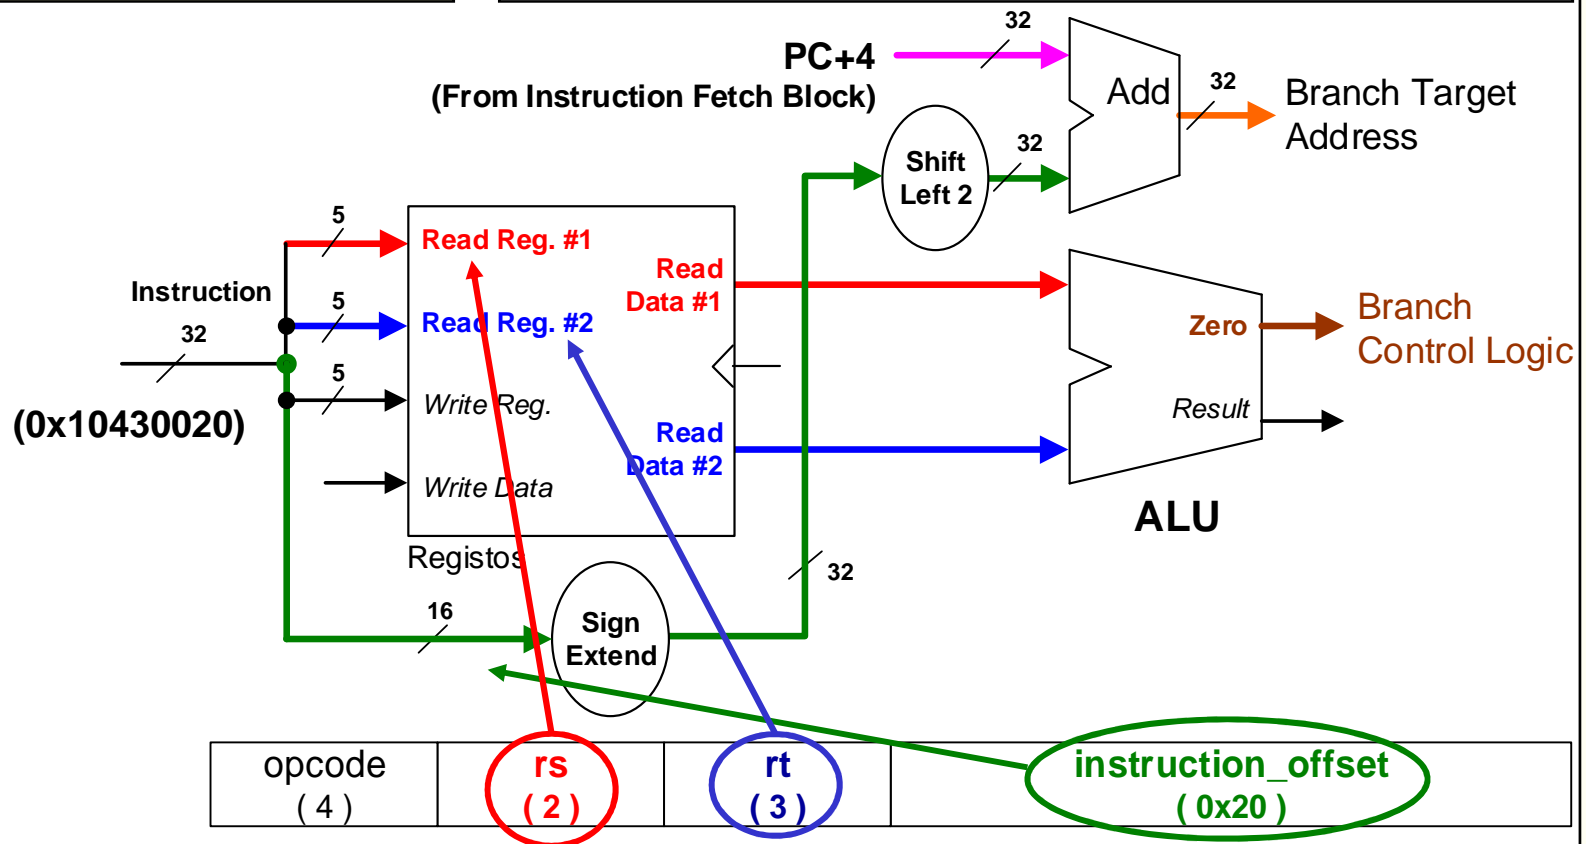 32
PC+4
(From Instruction Fetch Block)
Add
32
Branch Target
Address
32
Shift
Left 2
5
Read Reg. #1
Read
Data #1
Instruction
32
5
Read Reg. #2
Zero
Branch
Control Logic
5
Write Reg.
Result
(0x10430020)
Read
Data #2
Write Data
ALU
Registos
32
16
Sign
Extend
opcode
( 4 )
rs
( 2 )
rt
( 3 )
instruction_offset
( 0x20 )